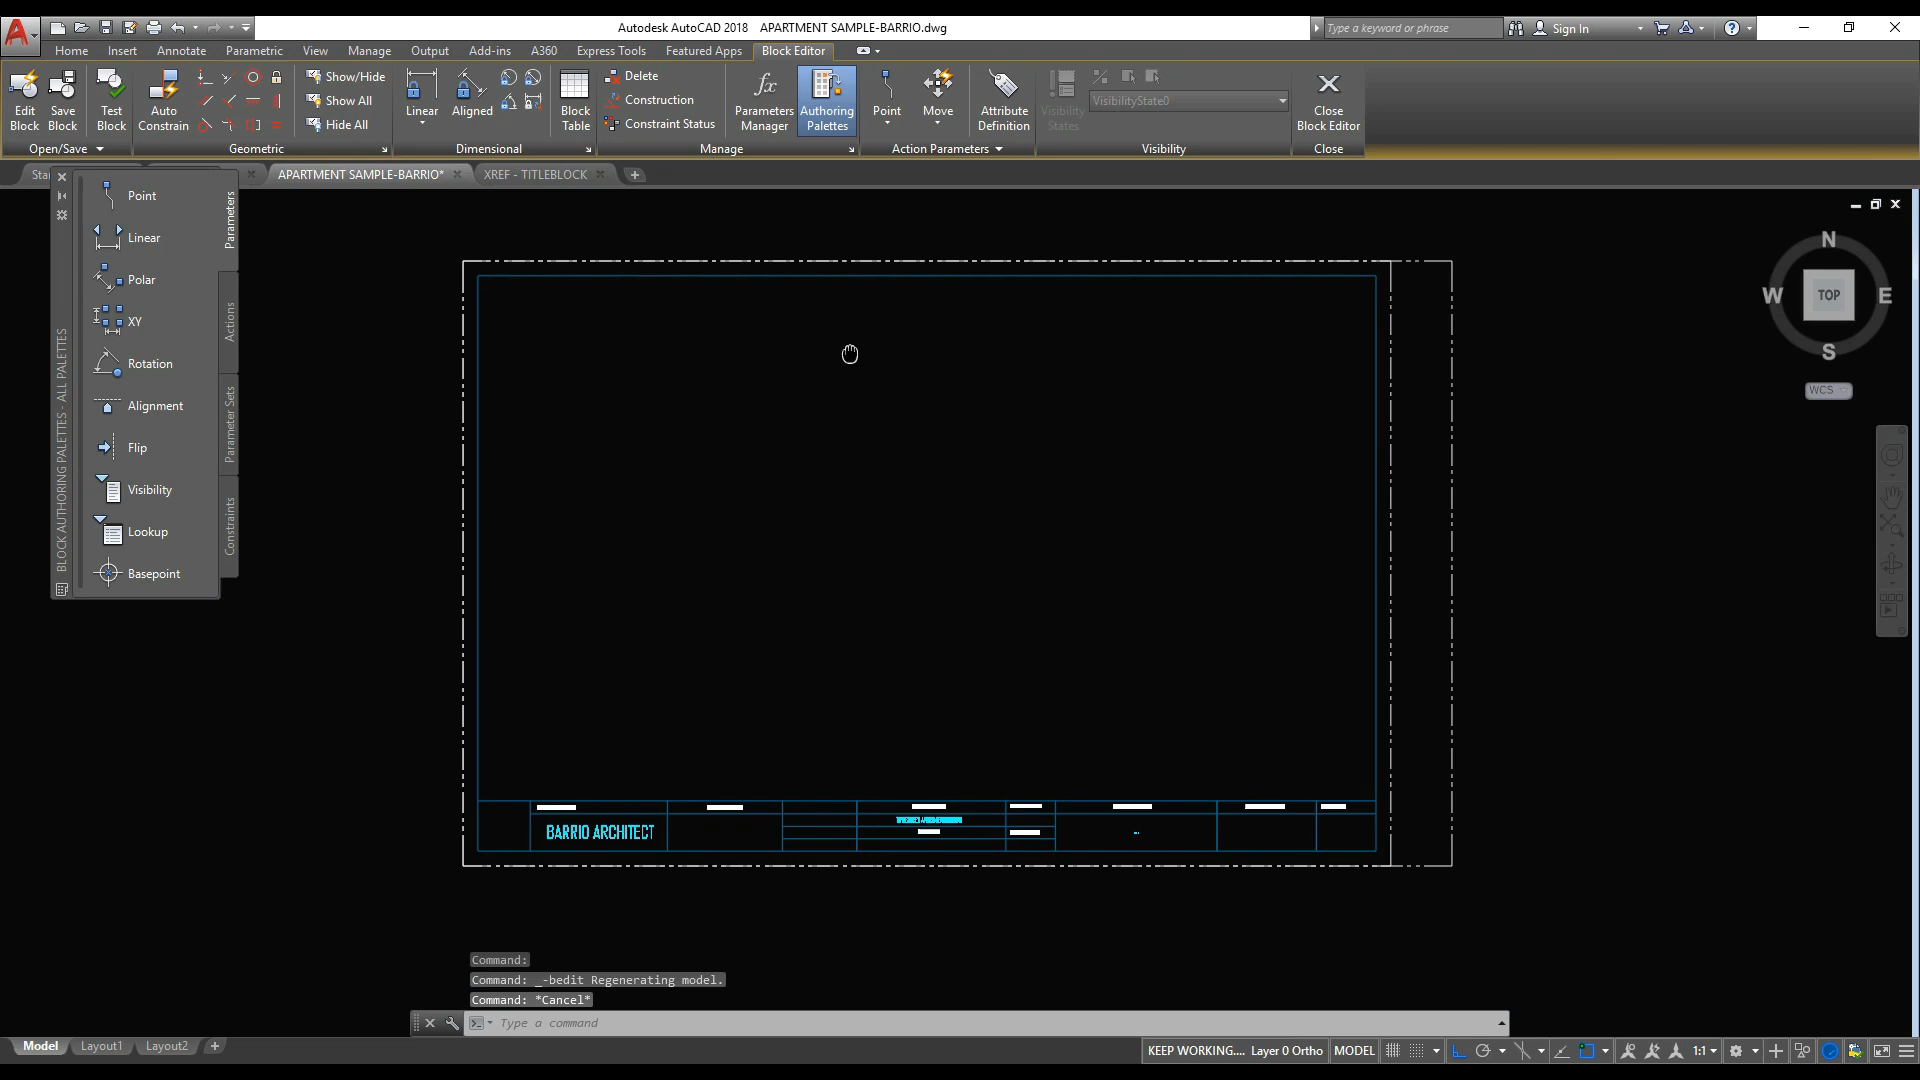 Autodesk AutoCAD 2018 APARTMENT SAMPLE-BARRIO.dwg
Type a keyword or phrase
Sign In
Home Insert Annotate Parametric View Manage Output Add-ins A360 Express Tools Featured Apps Block Editor
Edit Block
Save Block
Test Block
Auto Constrain
Show/Hide
Show All
Hide All
Linear
Aligned
Block Table
Delete
Construction
Constraint Status
Parameters Manager
Authoring Palettes
Point
Move
Attribute Definition
Visibility States
VisibilityState0
Close Block Editor
Open/Save Geometric Dimensional Manage Action Parameters Visibility Close
Sta
APARTMENT SAMPLE-BARRIO*
XREF - TITLEBLOCK
Point
Linear
Polar
XY
Rotation
Alignment
Flip
Visibility
Lookup
Basepoint
Parameters
Actions
Parameter Sets
Constraints
BLOCK AUTHORING PALETTES - ALL PALETTES
N
W TOP E
S
WCS
BARRIO ARCHITECT
Command:
Command: _-bedit Regenerating model.
Command: *Cancel*
Type a command
Model Layout1 Layout2
KEEP WORKING.... Layer 0 Ortho MODEL 1:1